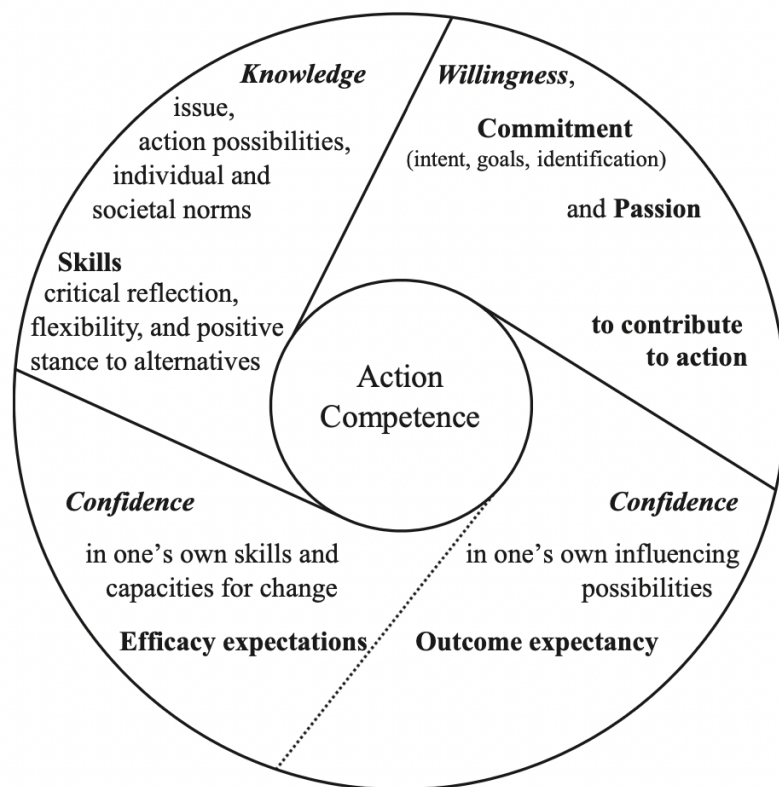 Knowledge
issue,
action possibilities,
individual and
societal norms
Skills
critical reflection,
flexibility, and positive
stance to alternatives
Willingness,
Commitment
(intent, goals, identification)
and Passion
to contribute
to action
Action
Competence
Confidence
in one’s own skills and
capacities for change
Efficacy expectations
Confidence
in one’s own influencing
possibilities
Outcome expectancy